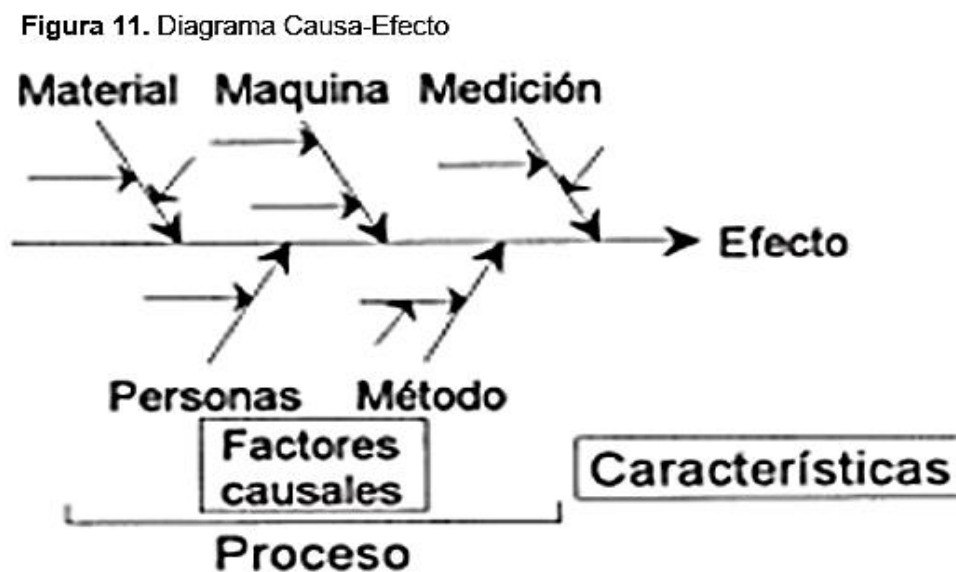 Figura 11. Diagrama Causa-Efecto
Material Maquina Medición
Efecto
Personas Método
Factores
causales
Características
Proceso